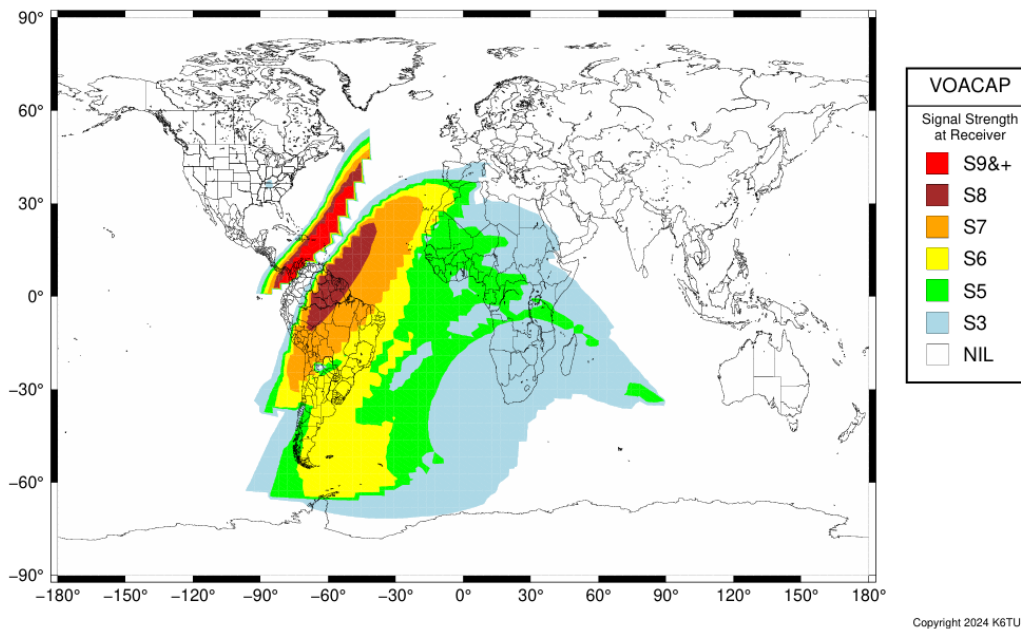 90°
60°
30°
0°
−30°
−60°
−90°
−180° −150° −120° −90° −60° −30° 0° 30° 60° 90° 120° 150° 180°
VOACAP
Signal Strength
at Receiver
S9&+
S8
S7
S6
S5
S3
NIL
Copyright 2024 K6TU